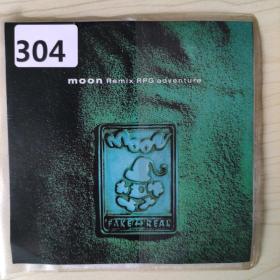 304
moon Remix RPG adventure
MOON
FAKE REAL